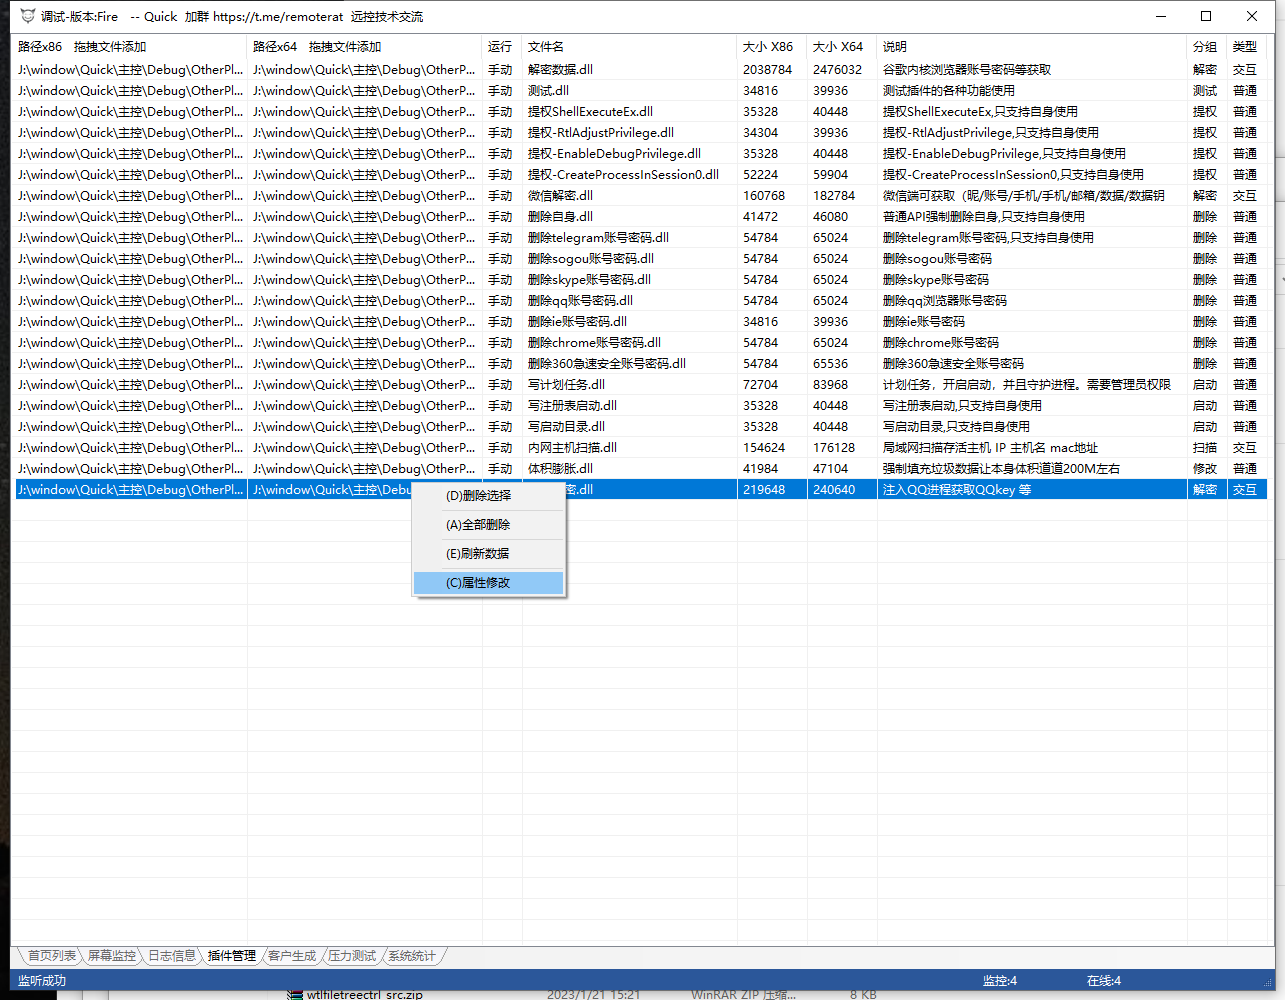 调试-版本:Fire -- Quick 加群 https://t.me/remoterat 远控技术交流
路径x86 拖拽文件添加 路径x64 拖拽文件添加 运行 文件名 大小 X86 大小 X64 说明 分组 类型
J:\window\Quick\主控\Debug\OtherPl... J:\window\Quick\主控\Debug\OtherP... 手动 解密数据.dll 2038784 2476032 谷歌内核浏览器账号密码等获取 解密 交互
J:\window\Quick\主控\Debug\OtherPl... J:\window\Quick\主控\Debug\OtherP... 手动 测试.dll 34816 39936 测试插件的各种功能使用 测试 普通
J:\window\Quick\主控\Debug\OtherPl... J:\window\Quick\主控\Debug\OtherP... 手动 提权ShellExecuteEx.dll 35328 40448 提权ShellExecuteEx,只支持自身使用 提权 普通
J:\window\Quick\主控\Debug\OtherPl... J:\window\Quick\主控\Debug\OtherP... 手动 提权-RtlAdjustPrivilege.dll 34304 39936 提权-RtlAdjustPrivilege,只支持自身使用 提权 普通
J:\window\Quick\主控\Debug\OtherPl... J:\window\Quick\主控\Debug\OtherP... 手动 提权-EnableDebugPrivilege.dll 35328 40448 提权-EnableDebugPrivilege,只支持自身使用 提权 普通
J:\window\Quick\主控\Debug\OtherPl... J:\window\Quick\主控\Debug\OtherP... 手动 提权-CreateProcessInSession0.dll 52224 59904 提权-CreateProcessInSession0,只支持自身使用 提权 普通
J:\window\Quick\主控\Debug\OtherPl... J:\window\Quick\主控\Debug\OtherP... 手动 微信解密.dll 160768 182784 微信端可获取（昵/账号/手机/手机/邮箱/数据/数据钥 解密 交互
J:\window\Quick\主控\Debug\OtherPl... J:\window\Quick\主控\Debug\OtherP... 手动 删除自身.dll 41472 46080 普通API强制删除自身,只支持自身使用 删除 普通
J:\window\Quick\主控\Debug\OtherPl... J:\window\Quick\主控\Debug\OtherP... 手动 删除telegram账号密码.dll 54784 65024 删除telegram账号密码,只支持自身使用 删除 普通
J:\window\Quick\主控\Debug\OtherPl... J:\window\Quick\主控\Debug\OtherP... 手动 删除sogou账号密码.dll 54784 65024 删除sogou账号密码 删除 普通
J:\window\Quick\主控\Debug\OtherPl... J:\window\Quick\主控\Debug\OtherP... 手动 删除skype账号密码.dll 54784 65024 删除skype账号密码 删除 普通
J:\window\Quick\主控\Debug\OtherPl... J:\window\Quick\主控\Debug\OtherP... 手动 删除qq账号密码.dll 54784 65024 删除qq浏览器账号密码 删除 普通
J:\window\Quick\主控\Debug\OtherPl... J:\window\Quick\主控\Debug\OtherP... 手动 删除ie账号密码.dll 34816 39936 删除ie账号密码 删除 普通
J:\window\Quick\主控\Debug\OtherPl... J:\window\Quick\主控\Debug\OtherP... 手动 删除chrome账号密码.dll 54784 65024 删除chrome账号密码 删除 普通
J:\window\Quick\主控\Debug\OtherPl... J:\window\Quick\主控\Debug\OtherP... 手动 删除360急速安全账号密码.dll 54784 65536 删除360急速安全账号密码 删除 普通
J:\window\Quick\主控\Debug\OtherPl... J:\window\Quick\主控\Debug\OtherP... 手动 写计划任务.dll 72704 83968 计划任务，开启启动，并且守护进程。需要管理员权限 启动 普通
J:\window\Quick\主控\Debug\OtherPl... J:\window\Quick\主控\Debug\OtherP... 手动 写注册表启动.dll 35328 40448 写注册表启动,只支持自身使用 启动 普通
J:\window\Quick\主控\Debug\OtherPl... J:\window\Quick\主控\Debug\OtherP... 手动 写启动目录.dll 35328 40448 写启动目录,只支持自身使用 启动 普通
J:\window\Quick\主控\Debug\OtherPl... J:\window\Quick\主控\Debug\OtherP... 手动 内网主机扫描.dll 154624 176128 局域网扫描存活主机 IP 主机名 mac地址 扫描 交互
J:\window\Quick\主控\Debug\OtherPl... J:\window\Quick\主控\Debug\OtherP... 手动 体积膨胀.dll 41984 47104 强制填充垃圾数据让本身体积道道200M左右 修改 普通
J:\window\Quick\主控\Debug\OtherPl... J:\window\Quick\主控\Debu 密.dll 219648 240640 注入QQ进程获取QQkey 等 解密 交互
(D)删除选择
(A)全部删除
(E)刷新数据
(C)属性修改
首页列表 屏幕监控 日志信息 插件管理 客户生成 压力测试 系统统计
监听成功 监控:4 在线:4
wtlfiletreectrl_src.zip 2023/1/21 15:21 WinRAR ZIP 压缩... 8 KB